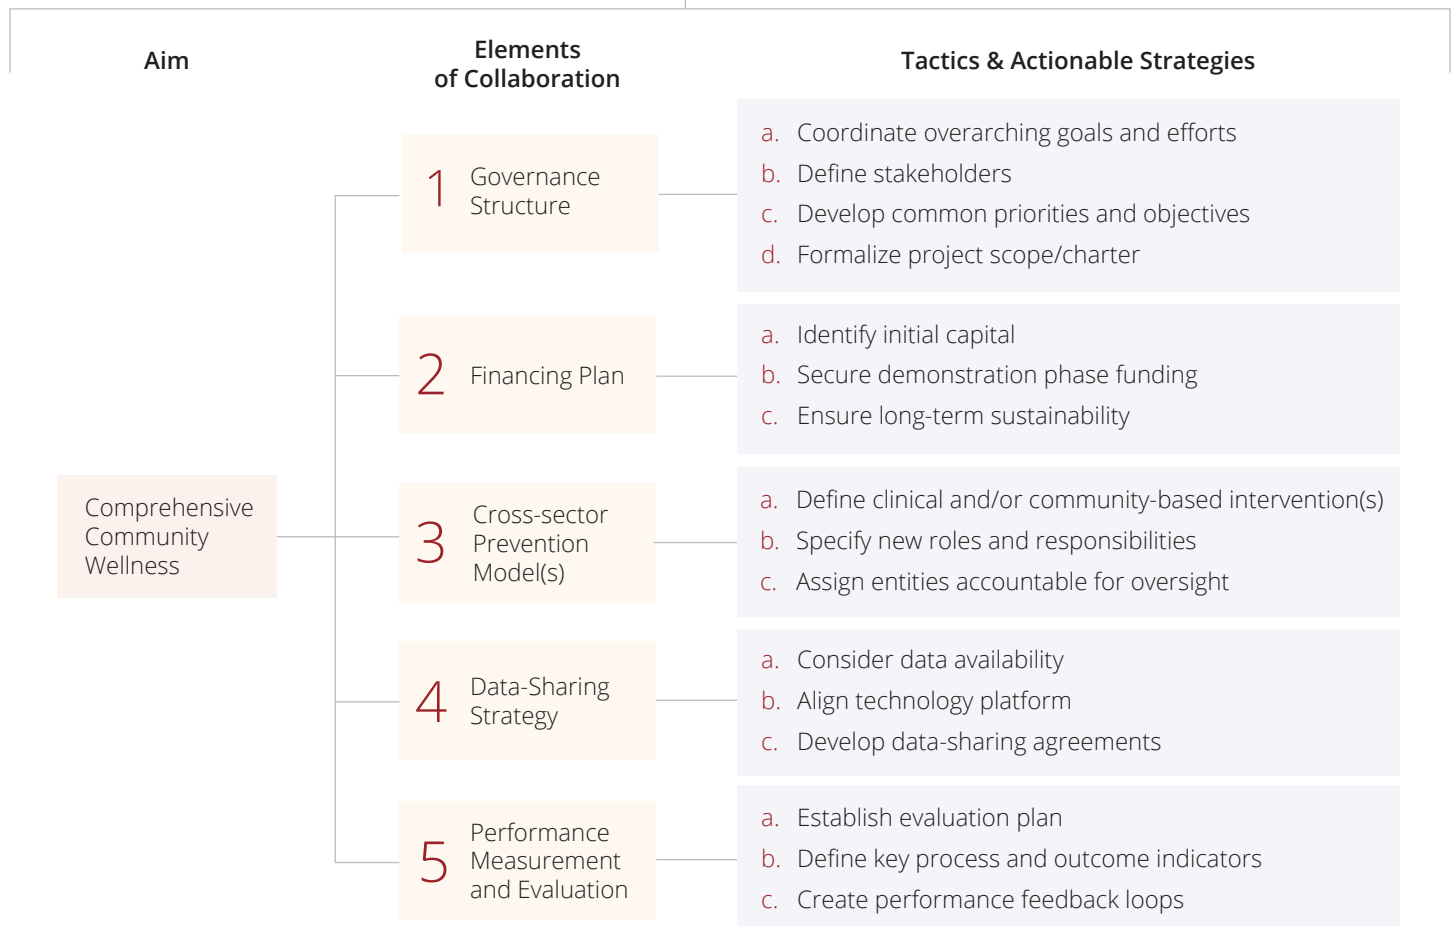 Aim
Elements
of Collaboration
Tactics & Actionable Strategies
Comprehensive
Community
Wellness
1
Governance
Structure
a. Coordinate overarching goals and efforts
b. Define stakeholders
c. Develop common priorities and objectives
d. Formalize project scope/charter
2
Financing Plan
a. Identify initial capital
b. Secure demonstration phase funding
c. Ensure long-term sustainability
3
Cross-sector
Prevention
Model(s)
a. Define clinical and/or community-based intervention(s)
b. Specify new roles and responsibilities
c. Assign entities accountable for oversight
4
Data-Sharing
Strategy
a. Consider data availability
b. Align technology platform
c. Develop data-sharing agreements
5
Performance
Measurement
and Evaluation
a. Establish evaluation plan
b. Define key process and outcome indicators
c. Create performance feedback loops